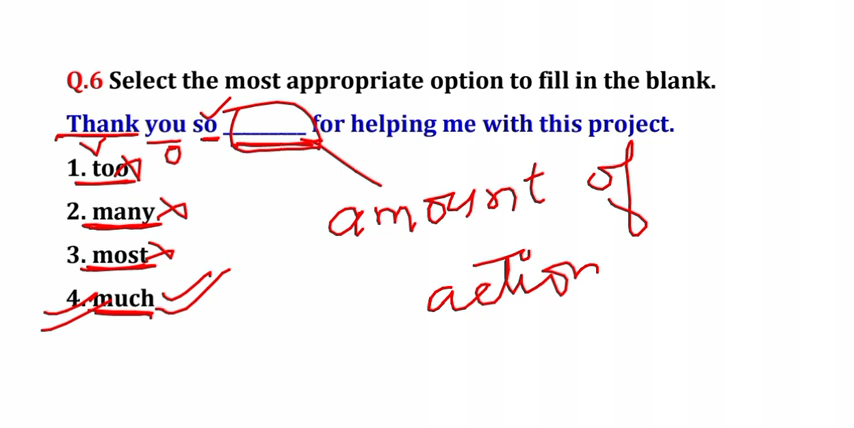 Q.6 Select the most appropriate option to fill in the blank.
Thank you so ________ for helping me with this project.
1. too
2. many
3. most
4. much
amount of
action